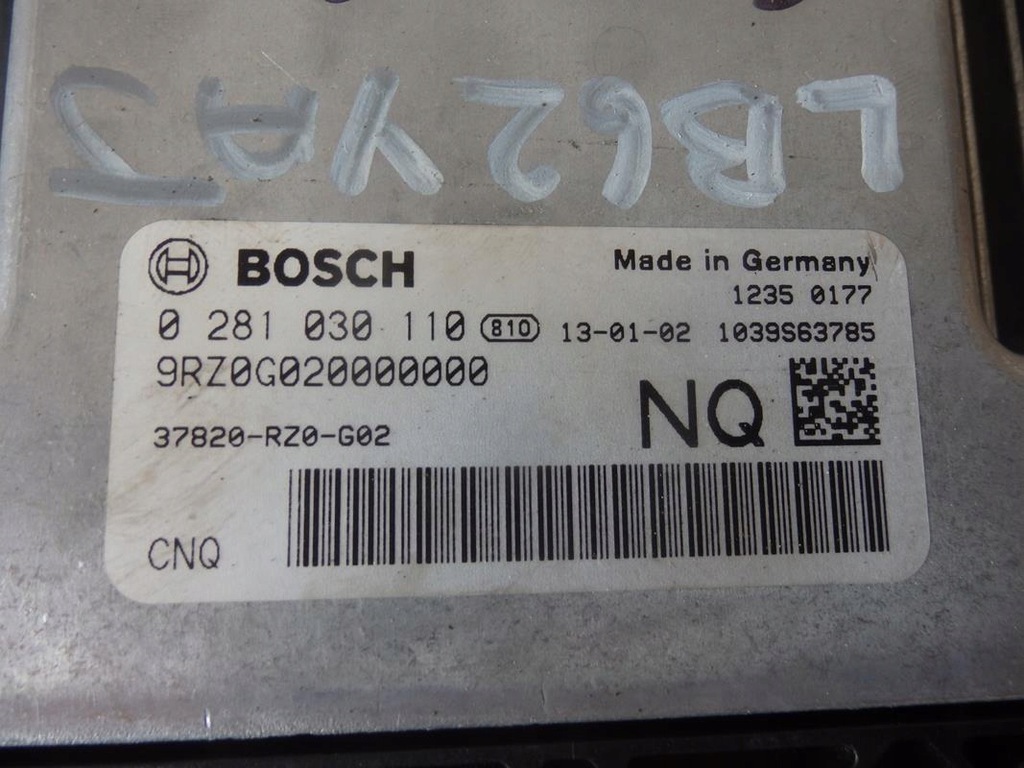 LB62YAJ
BOSCH
Made in Germany
1235 0177
0 281 030 110 810 13-01-02 1039S63785
9RZ0G020000000
NQ
37820-RZ0-G02
CNQ